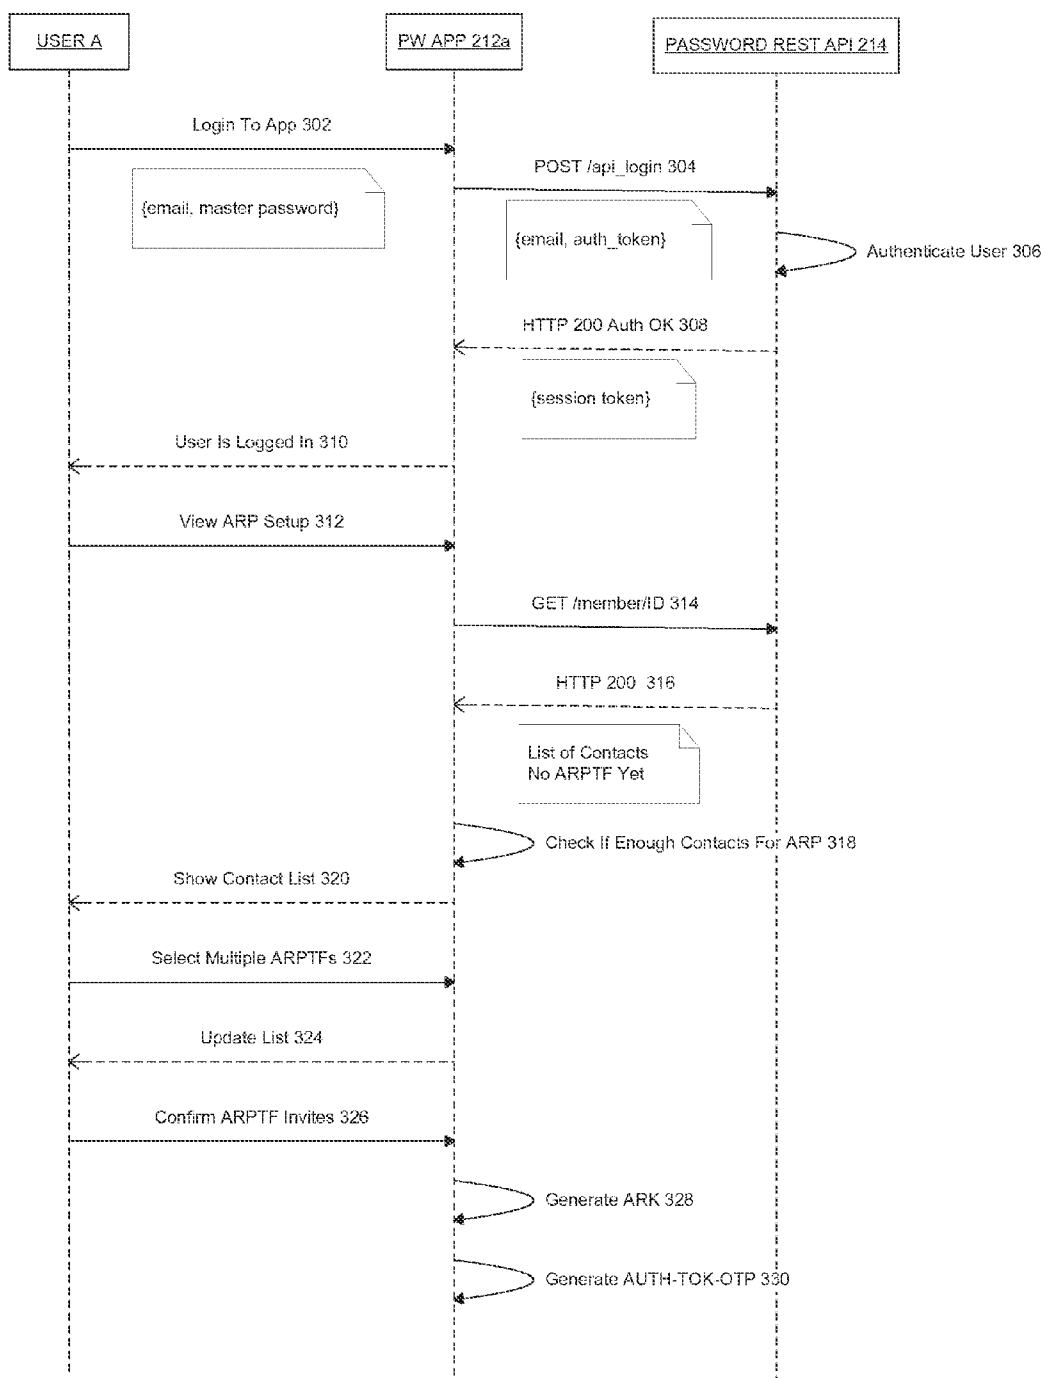 USER A
PW APP 212a
PASSWORD REST API 214
Login To App 302
{email, master password}
POST /api_login 304
{email, auth_token}
Authenticate User 306
HTTP 200 Auth OK 308
{session token}
User Is Logged In 310
View ARP Setup 312
GET /member/ID 314
HTTP 200 316
List of Contacts
No ARPTF Yet
Check If Enough Contacts For ARP 318
Show Contact List 320
Select Multiple ARPTFs 322
Update List 324
Confirm ARPTF Invites 326
Generate ARK 328
Generate AUTH-TOK-OTP 330